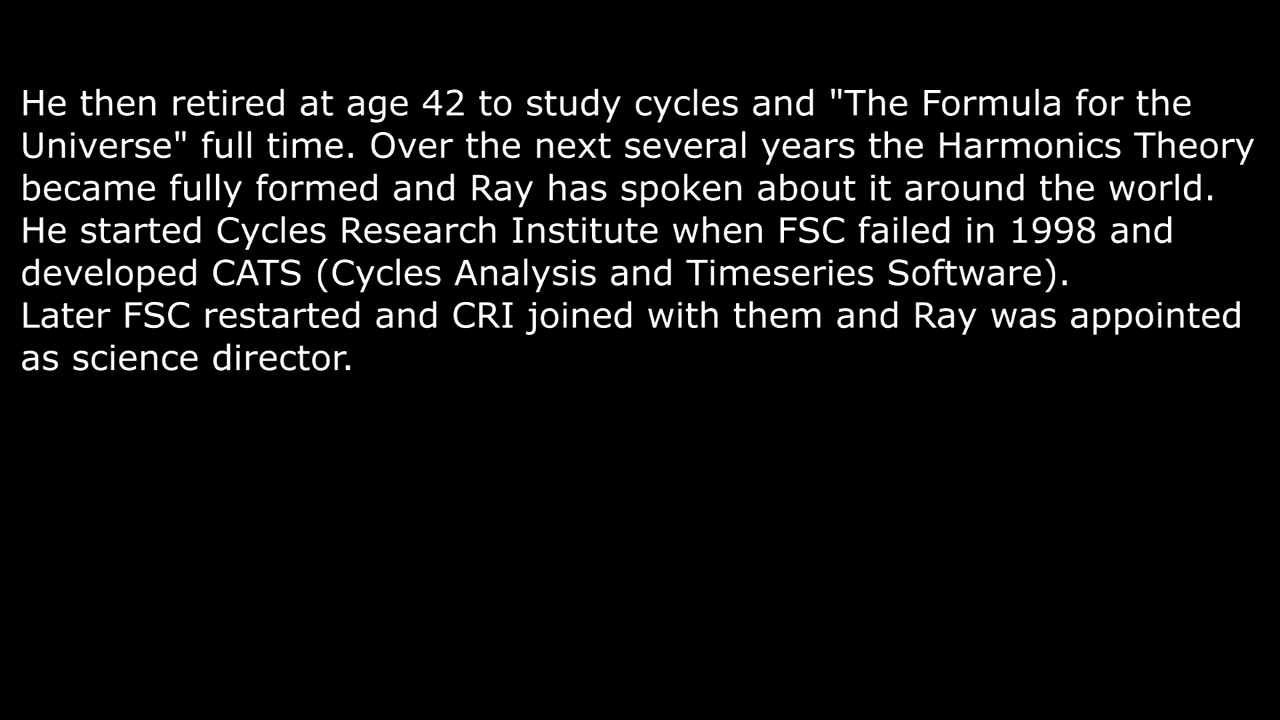 He then retired at age 42 to study cycles and "The Formula for the
Universe" full time. Over the next several years the Harmonics Theory
became fully formed and Ray has spoken about it around the world.
He started Cycles Research Institute when FSC failed in 1998 and
developed CATS (Cycles Analysis and Timeseries Software).
Later FSC restarted and CRI joined with them and Ray was appointed
as science director.